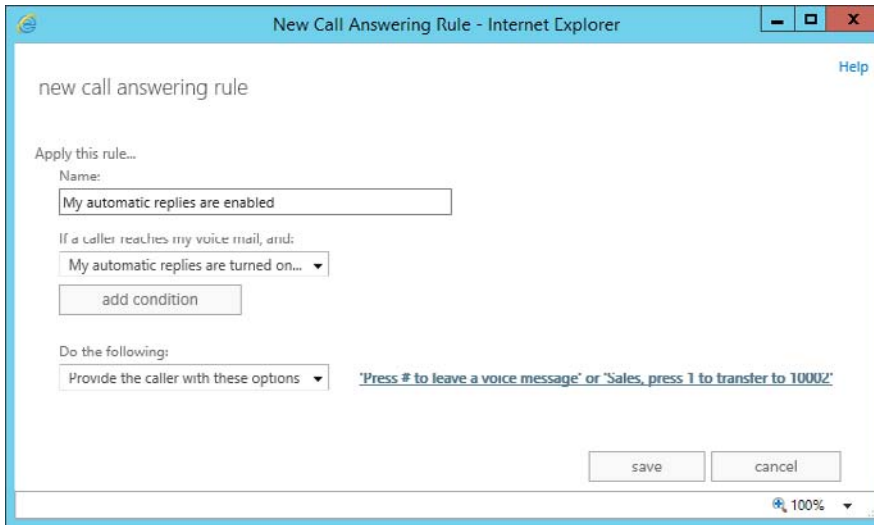 New Call Answering Rule - Internet Explorer
Help
new call answering rule
Apply this rule...
Name:
My automatic replies are enabled
If a caller reaches my voice mail, and:
My automatic replies are turned on...
add condition
Do the following:
Provide the caller with these options
'Press # to leave a voice message' or 'Sales, press 1 to transfer to 10002'
save
cancel
100%